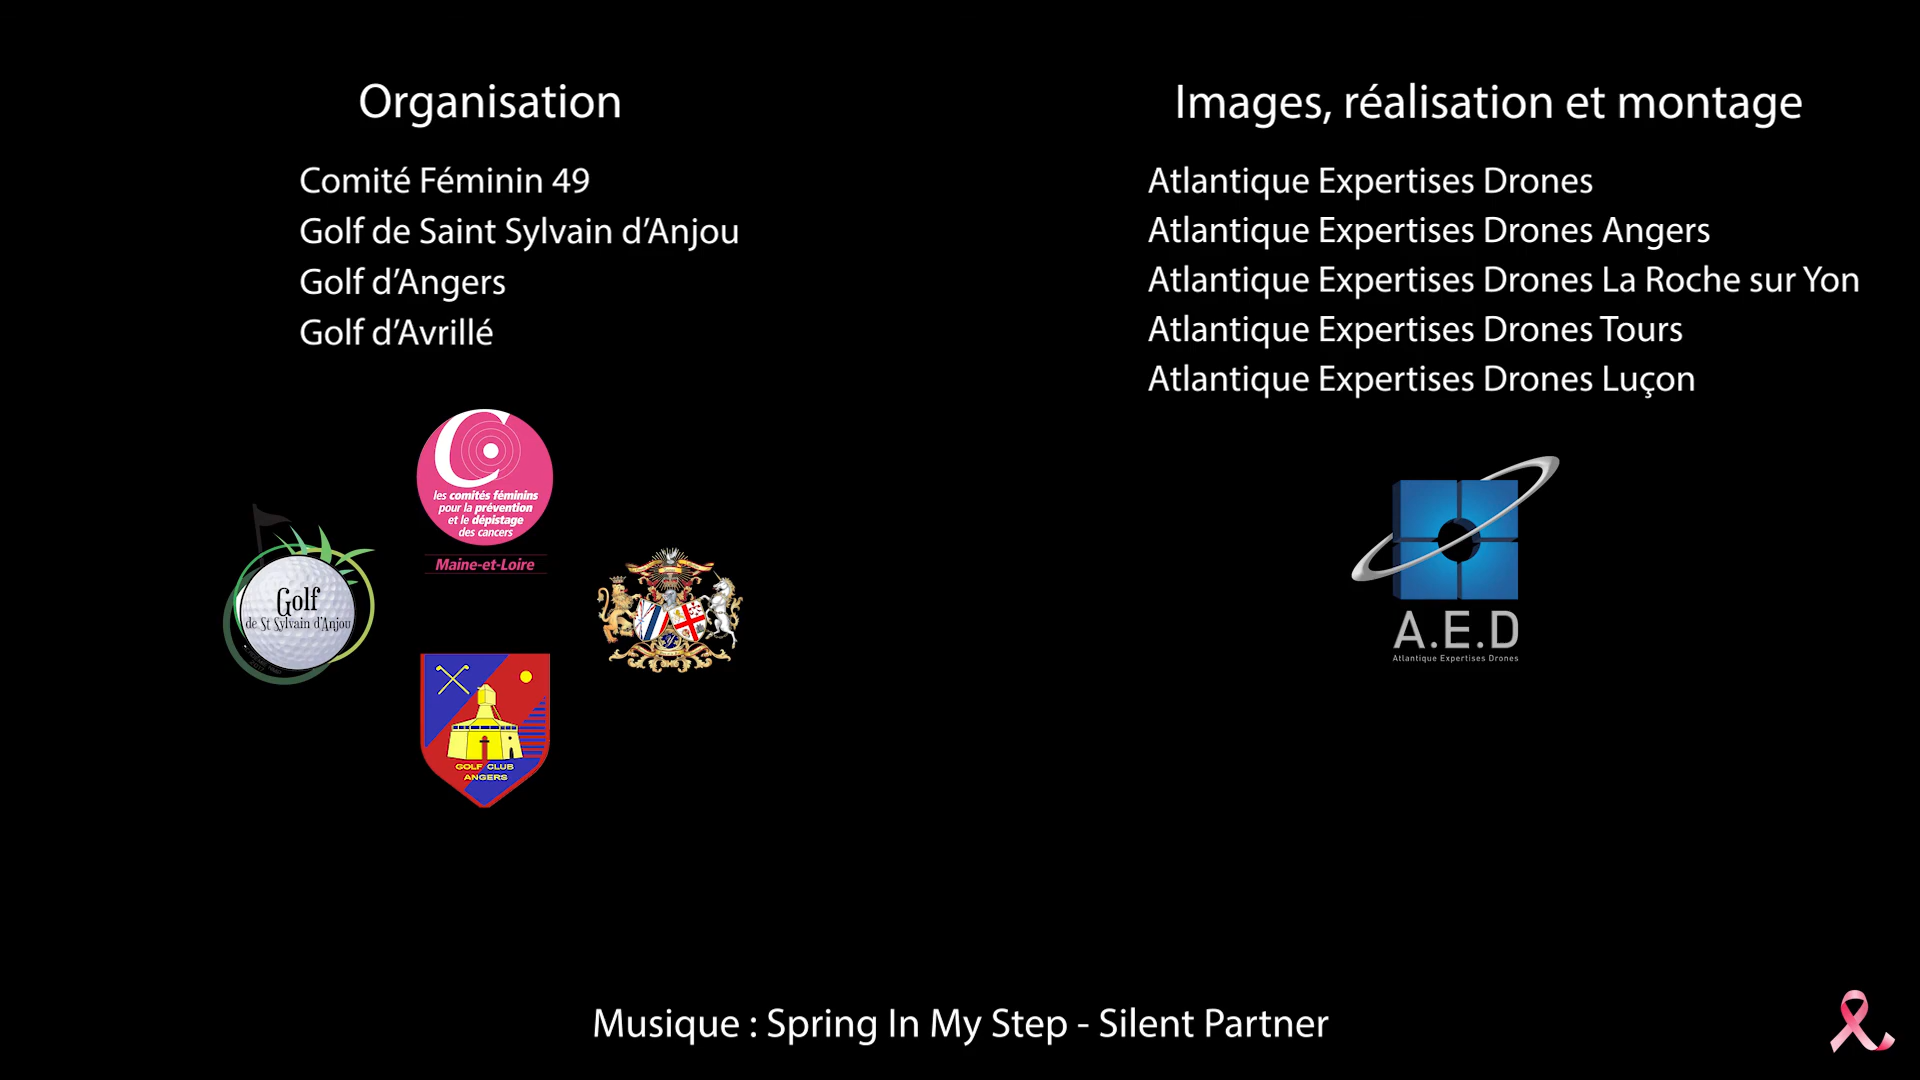 Organisation
Comité Féminin 49
Golf de Saint Sylvain d’Anjou
Golf d’Angers
Golf d’Avrillé
Images, réalisation et montage
Atlantique Expertises Drones
Atlantique Expertises Drones Angers
Atlantique Expertises Drones La Roche sur Yon
Atlantique Expertises Drones Tours
Atlantique Expertises Drones Luçon
les comités féminins
pour la prévention
et le dépistage
des cancers
Maine-et-Loire
Golf
de St Sylvain d’Anjou
GOLF CLUB
ANGERS
A.E.D
Atlantique Expertises Drones
Musique : Spring In My Step - Silent Partner